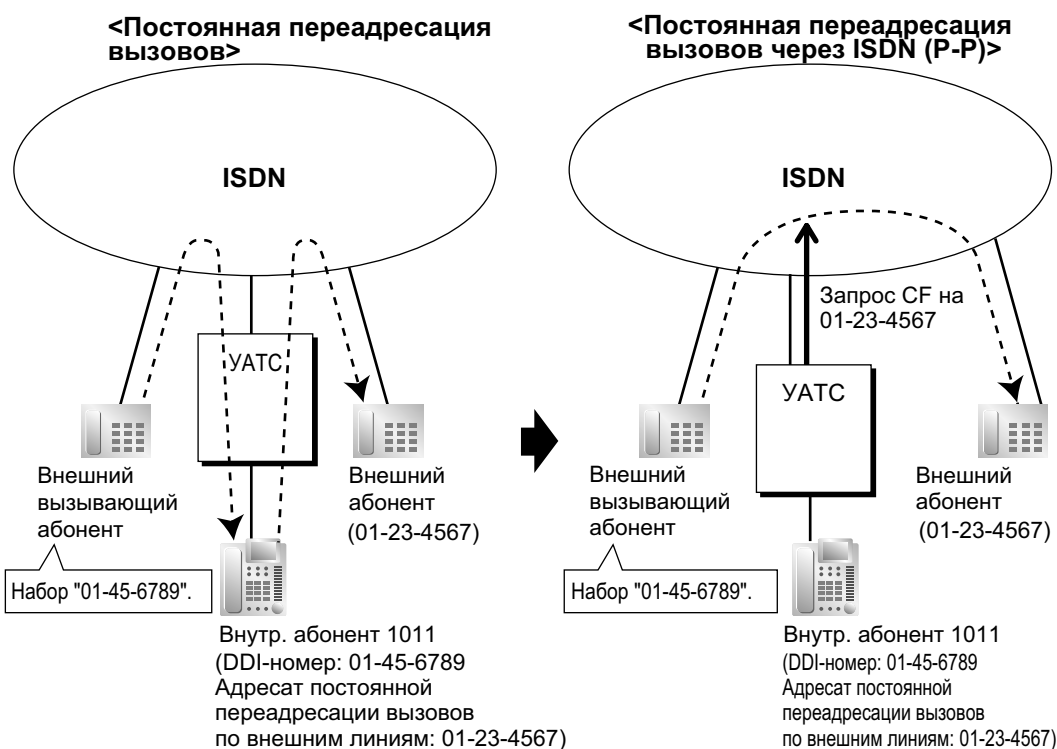 <Постоянная переадресация
вызовов>
ISDN
УАТС
Внешний
вызывающий
абонент
Набор "01-45-6789".
Внешний
абонент
(01-23-4567)
Внутр. абонент 1011
(DDI-номер: 01-45-6789
Адресат постоянной
переадресации вызовов
по внешним линиям: 01-23-4567)
<Постоянная переадресация
вызовов через ISDN (P-P)>
ISDN
Запрос CF на
01-23-4567
УАТС
Внешний
вызывающий
абонент
Набор "01-45-6789".
Внешний
абонент
(01-23-4567)
Внутр. абонент 1011
(DDI-номер: 01-45-6789
Адресат постоянной
переадресации вызовов
по внешним линиям: 01-23-4567)